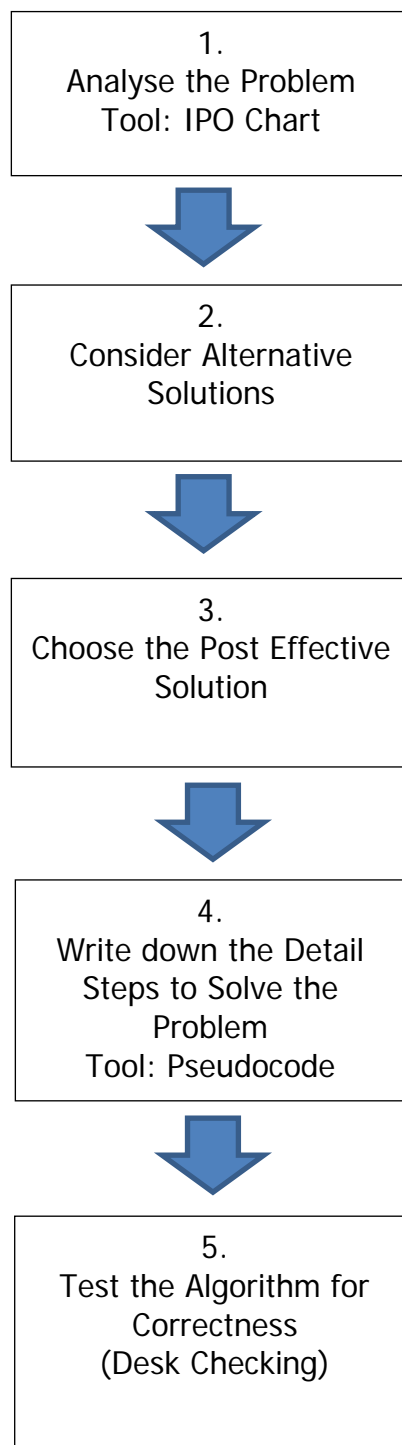 1.
Analyse the Problem
Tool: IPO Chart
2.
Consider Alternative
Solutions
3.
Choose the Post Effective
Solution
4.
Write down the Detail
Steps to Solve the
Problem
Tool: Pseudocode
5.
Test the Algorithm for
Correctness
(Desk Checking)